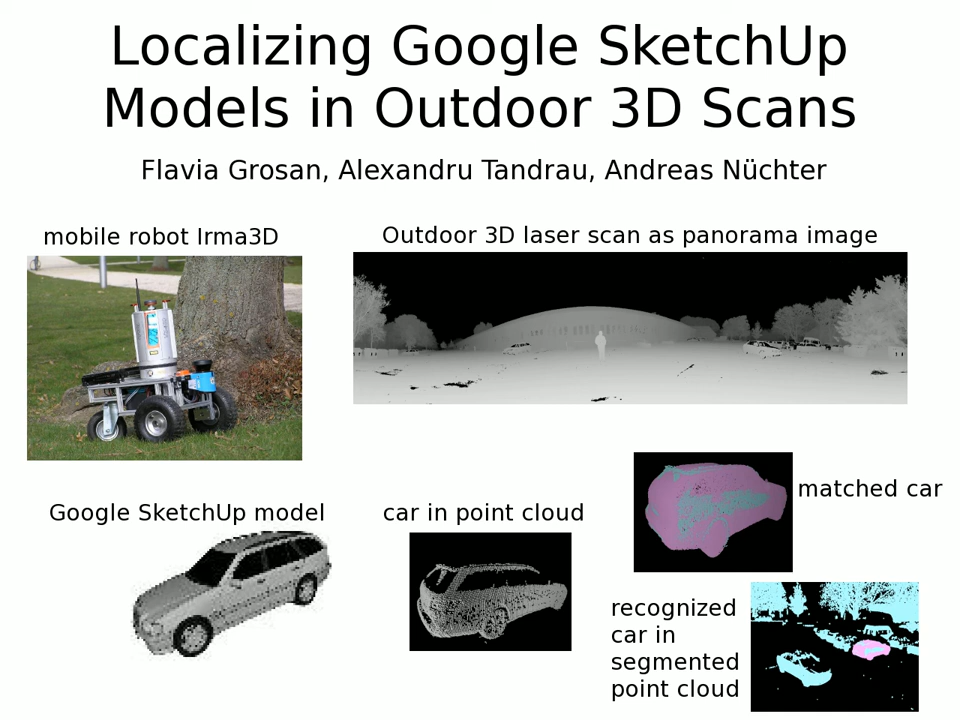 Localizing Google SketchUp
Models in Outdoor 3D Scans
Flavia Grosan, Alexandru Tandrau, Andreas Nüchter
mobile robot Irma3D
Outdoor 3D laser scan as panorama image
matched car
Google SketchUp model
car in point cloud
recognized
car in
segmented
point cloud